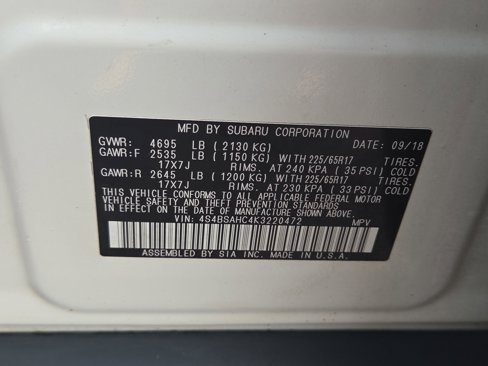 MFD BY SUBARU CORPORATION DATE: 09/18
GVWR: 4695 LB ( 2130 KG)
GAWR:F 2535 LB ( 1150 KG) WITH 225/65R17 TIRES.
17X7J RIMS. AT 240 KPA ( 35 PSI) COLD
GAWR:R 2645 LB ( 1200 KG) WITH 225/65R17 TIRES.
17X7J RIMS. AT 230 KPA ( 33 PSI) COLD
THIS VEHICLE CONFORMS TO ALL APPLICABLE FEDERAL MOTOR
VEHICLE SAFETY AND THEFT PREVENTION STANDARDS
IN EFFECT ON THE DATE OF MANUFACTURE SHOWN ABOVE.
VIN: 4S4BSAHC4K3220472 MPV
ASSEMBLED BY SIA INC. MADE IN U.S.A.